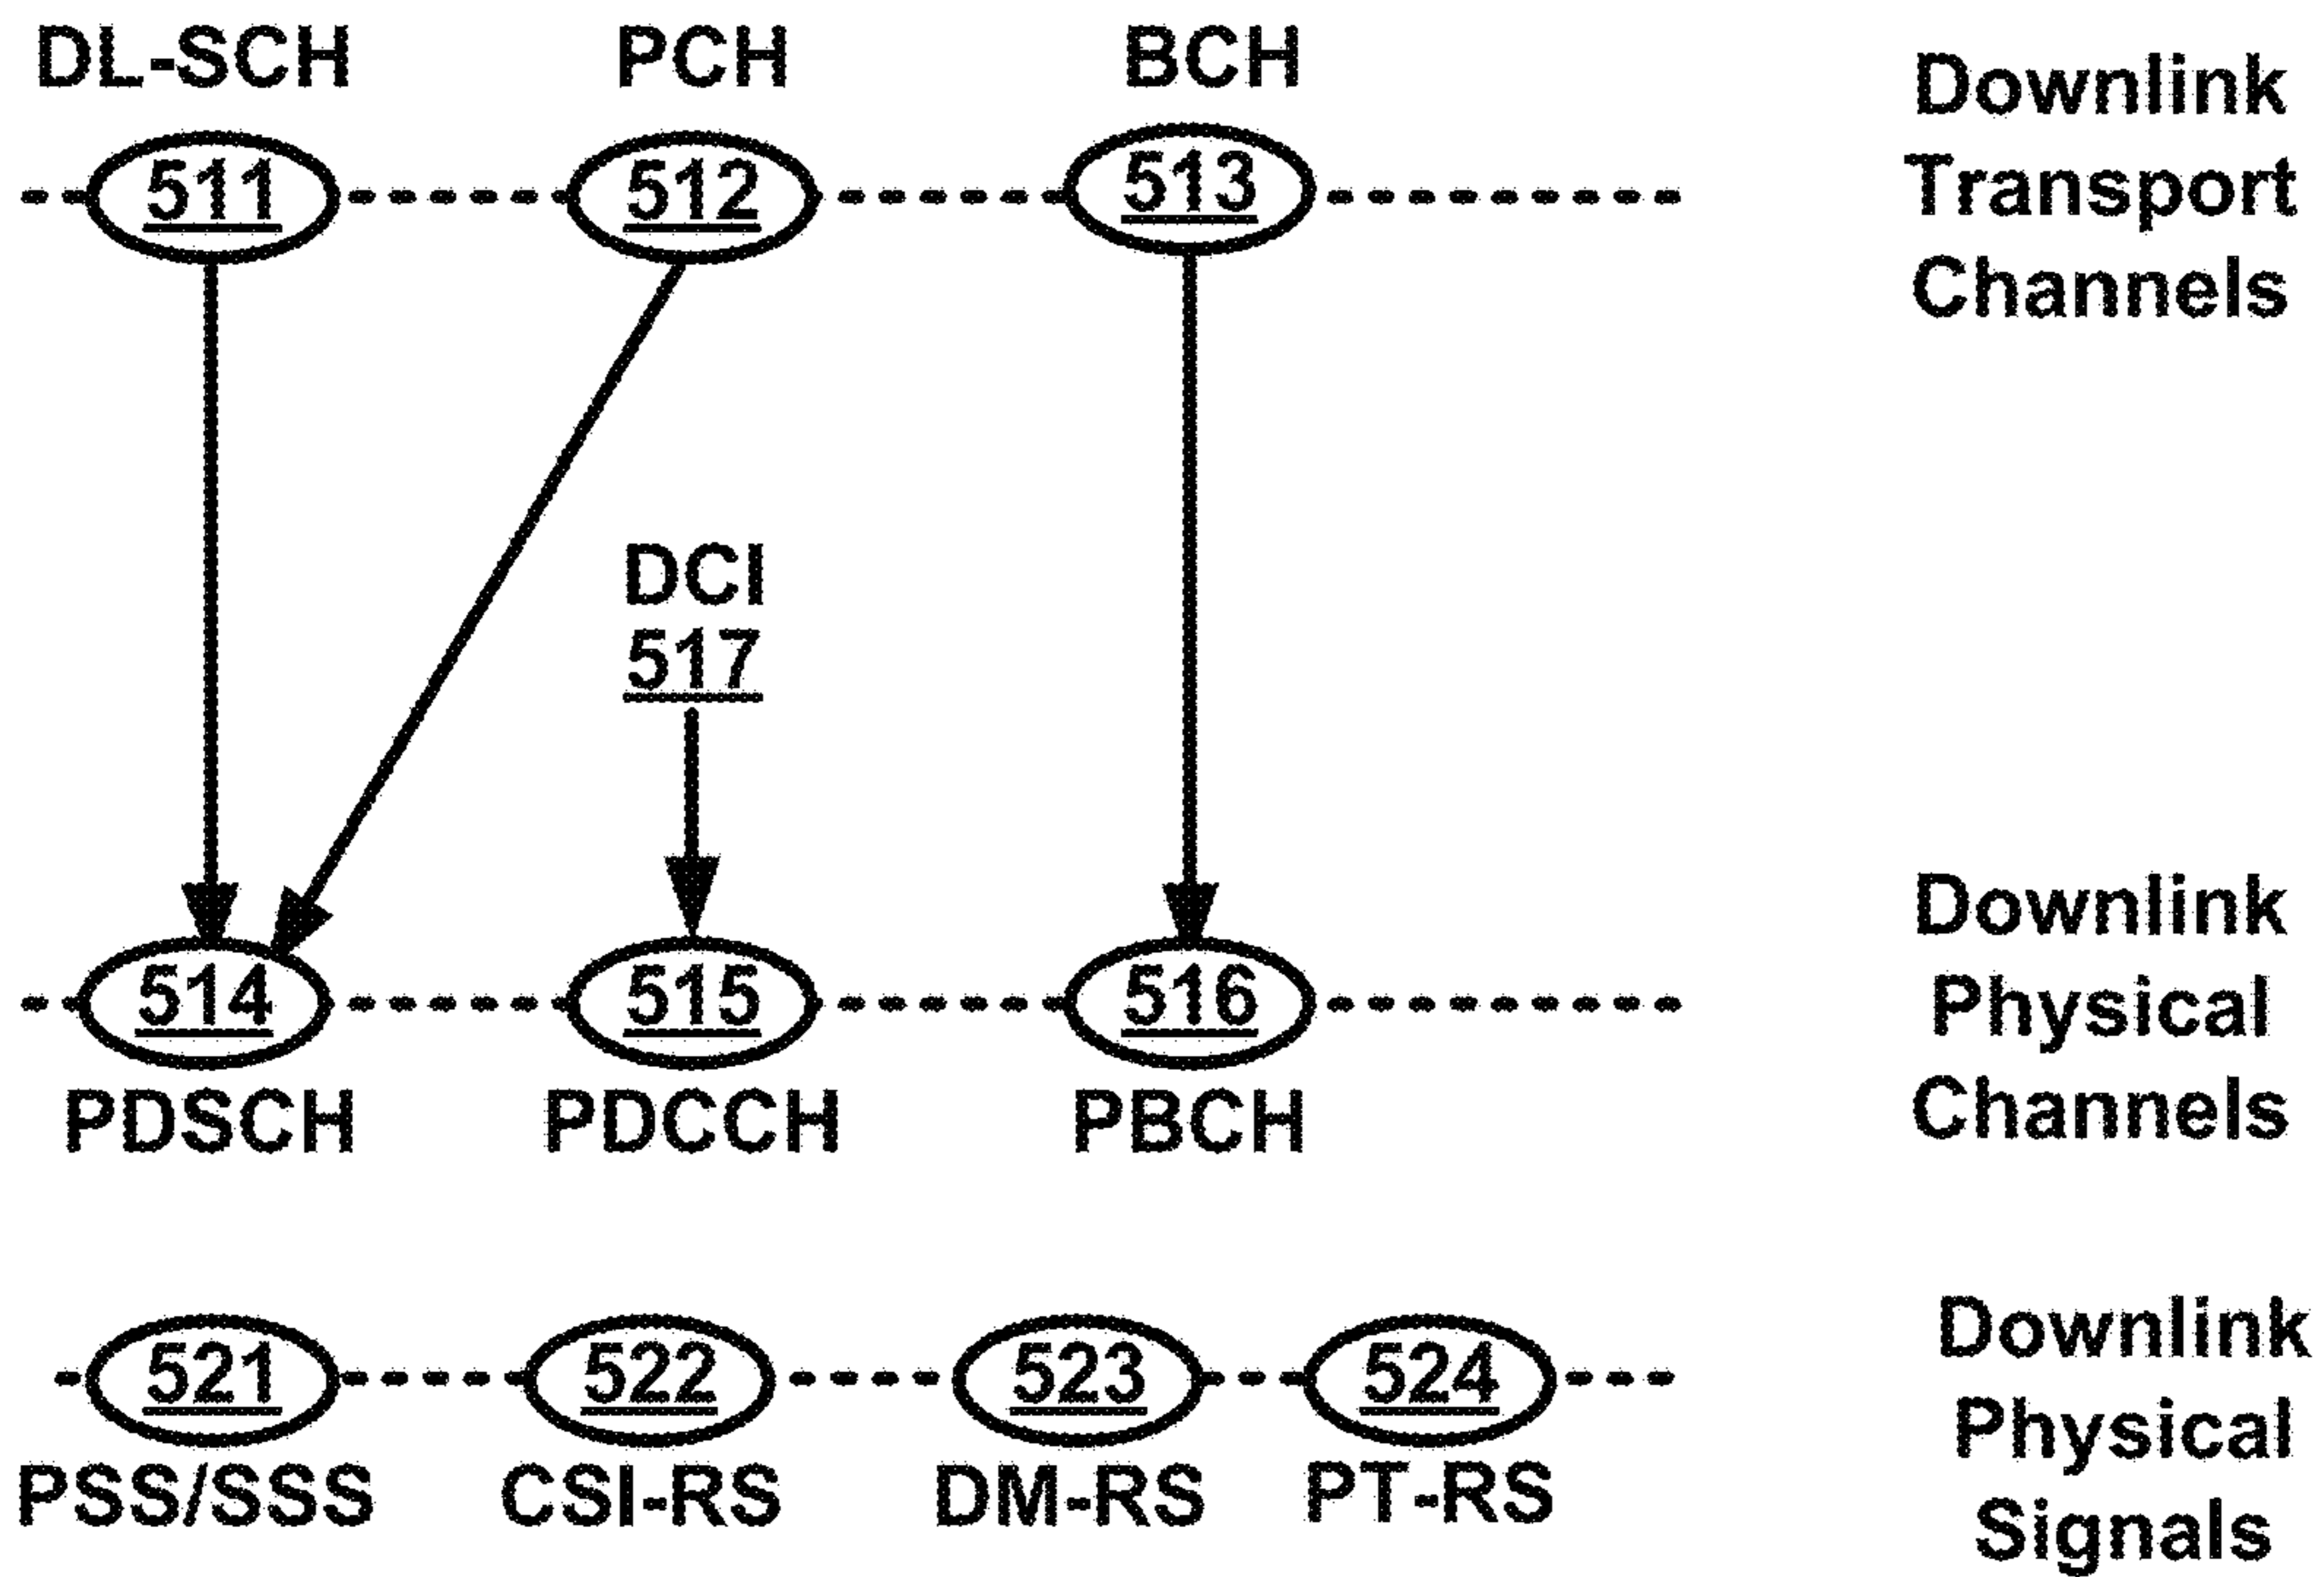 DL-SCH PCH BCH
511 512 513
Downlink
Transport
Channels
DCI
517
514 515 516
PDSCH PDCCH PBCH
Downlink
Physical
Channels
521 522 523 524
PSS/SSS CSI-RS DM-RS PT-RS
Downlink
Physical
Signals